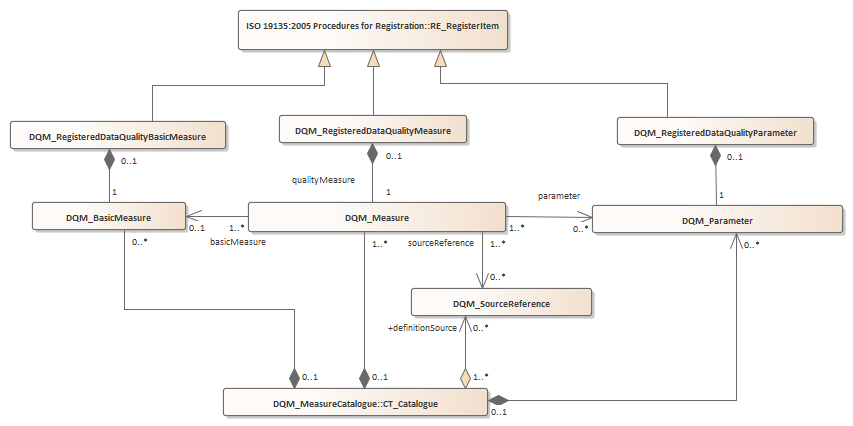 ISO 19135:2005 Procedures for Registration::RE_RegisterItem
DQM_RegisteredDataQualityBasicMeasure
DQM_RegisteredDataQualityMeasure
DQM_RegisteredDataQualityParameter
0..1
0..1
0..1
qualityMeasure
1
1
parameter
1
DQM_BasicMeasure
DQM_Measure
DQM_Parameter
0..1
1..*
1..*
0..*
0..*
basicMeasure
1..*
sourceReference
1..*
0..*
0..*
DQM_SourceReference
+definitionSource
0..*
0..1
0..1
1..*
DQM_MeasureCatalogue::CT_Catalogue
0..1